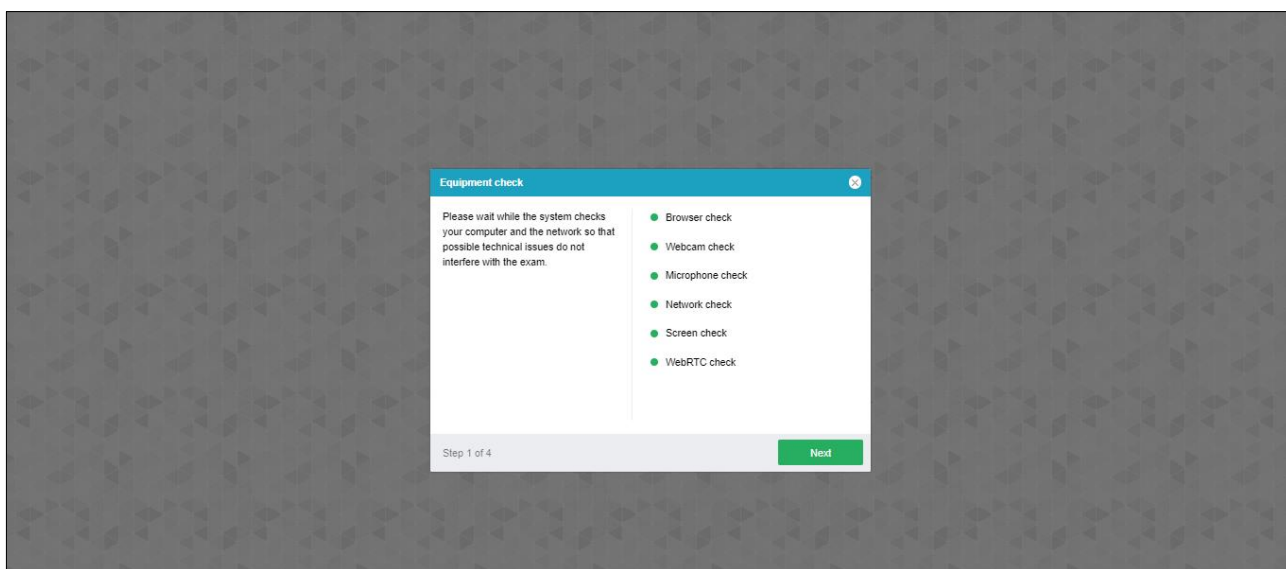 Equipment check
Please wait while the system checks
your computer and the network so that
possible technical issues do not
interfere with the exam.
Browser check
Webcam check
Microphone check
Network check
Screen check
WebRTC check
Step 1 of 4
Next